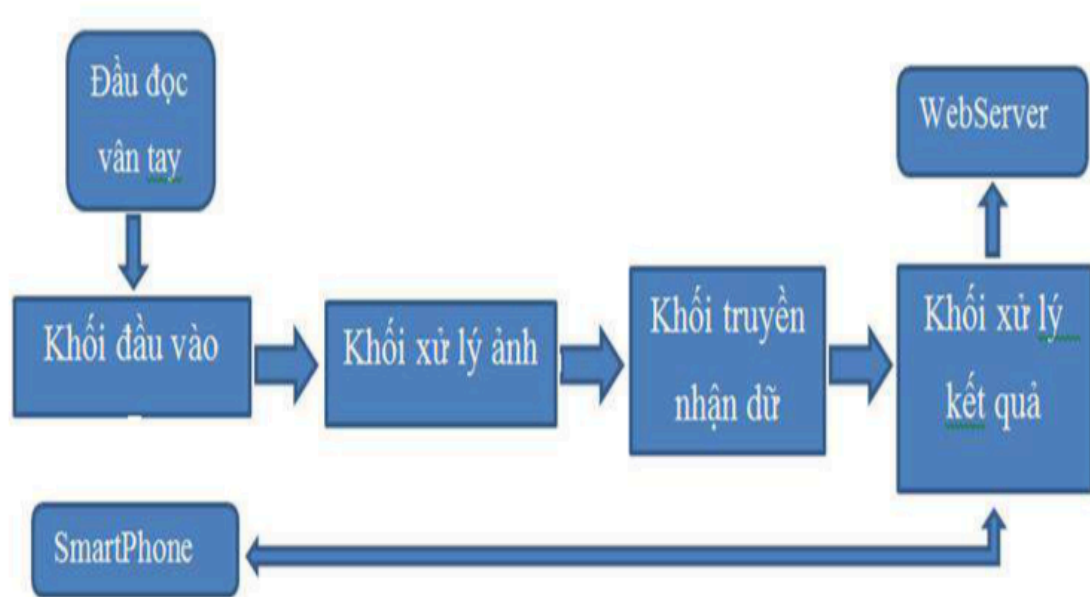 Đầu đọc
vân tay
WebServer
Khối đầu vào
Khối xử lý ảnh
Khối truyền
nhận dữ
Khối xử lý
kết quả
SmartPhone